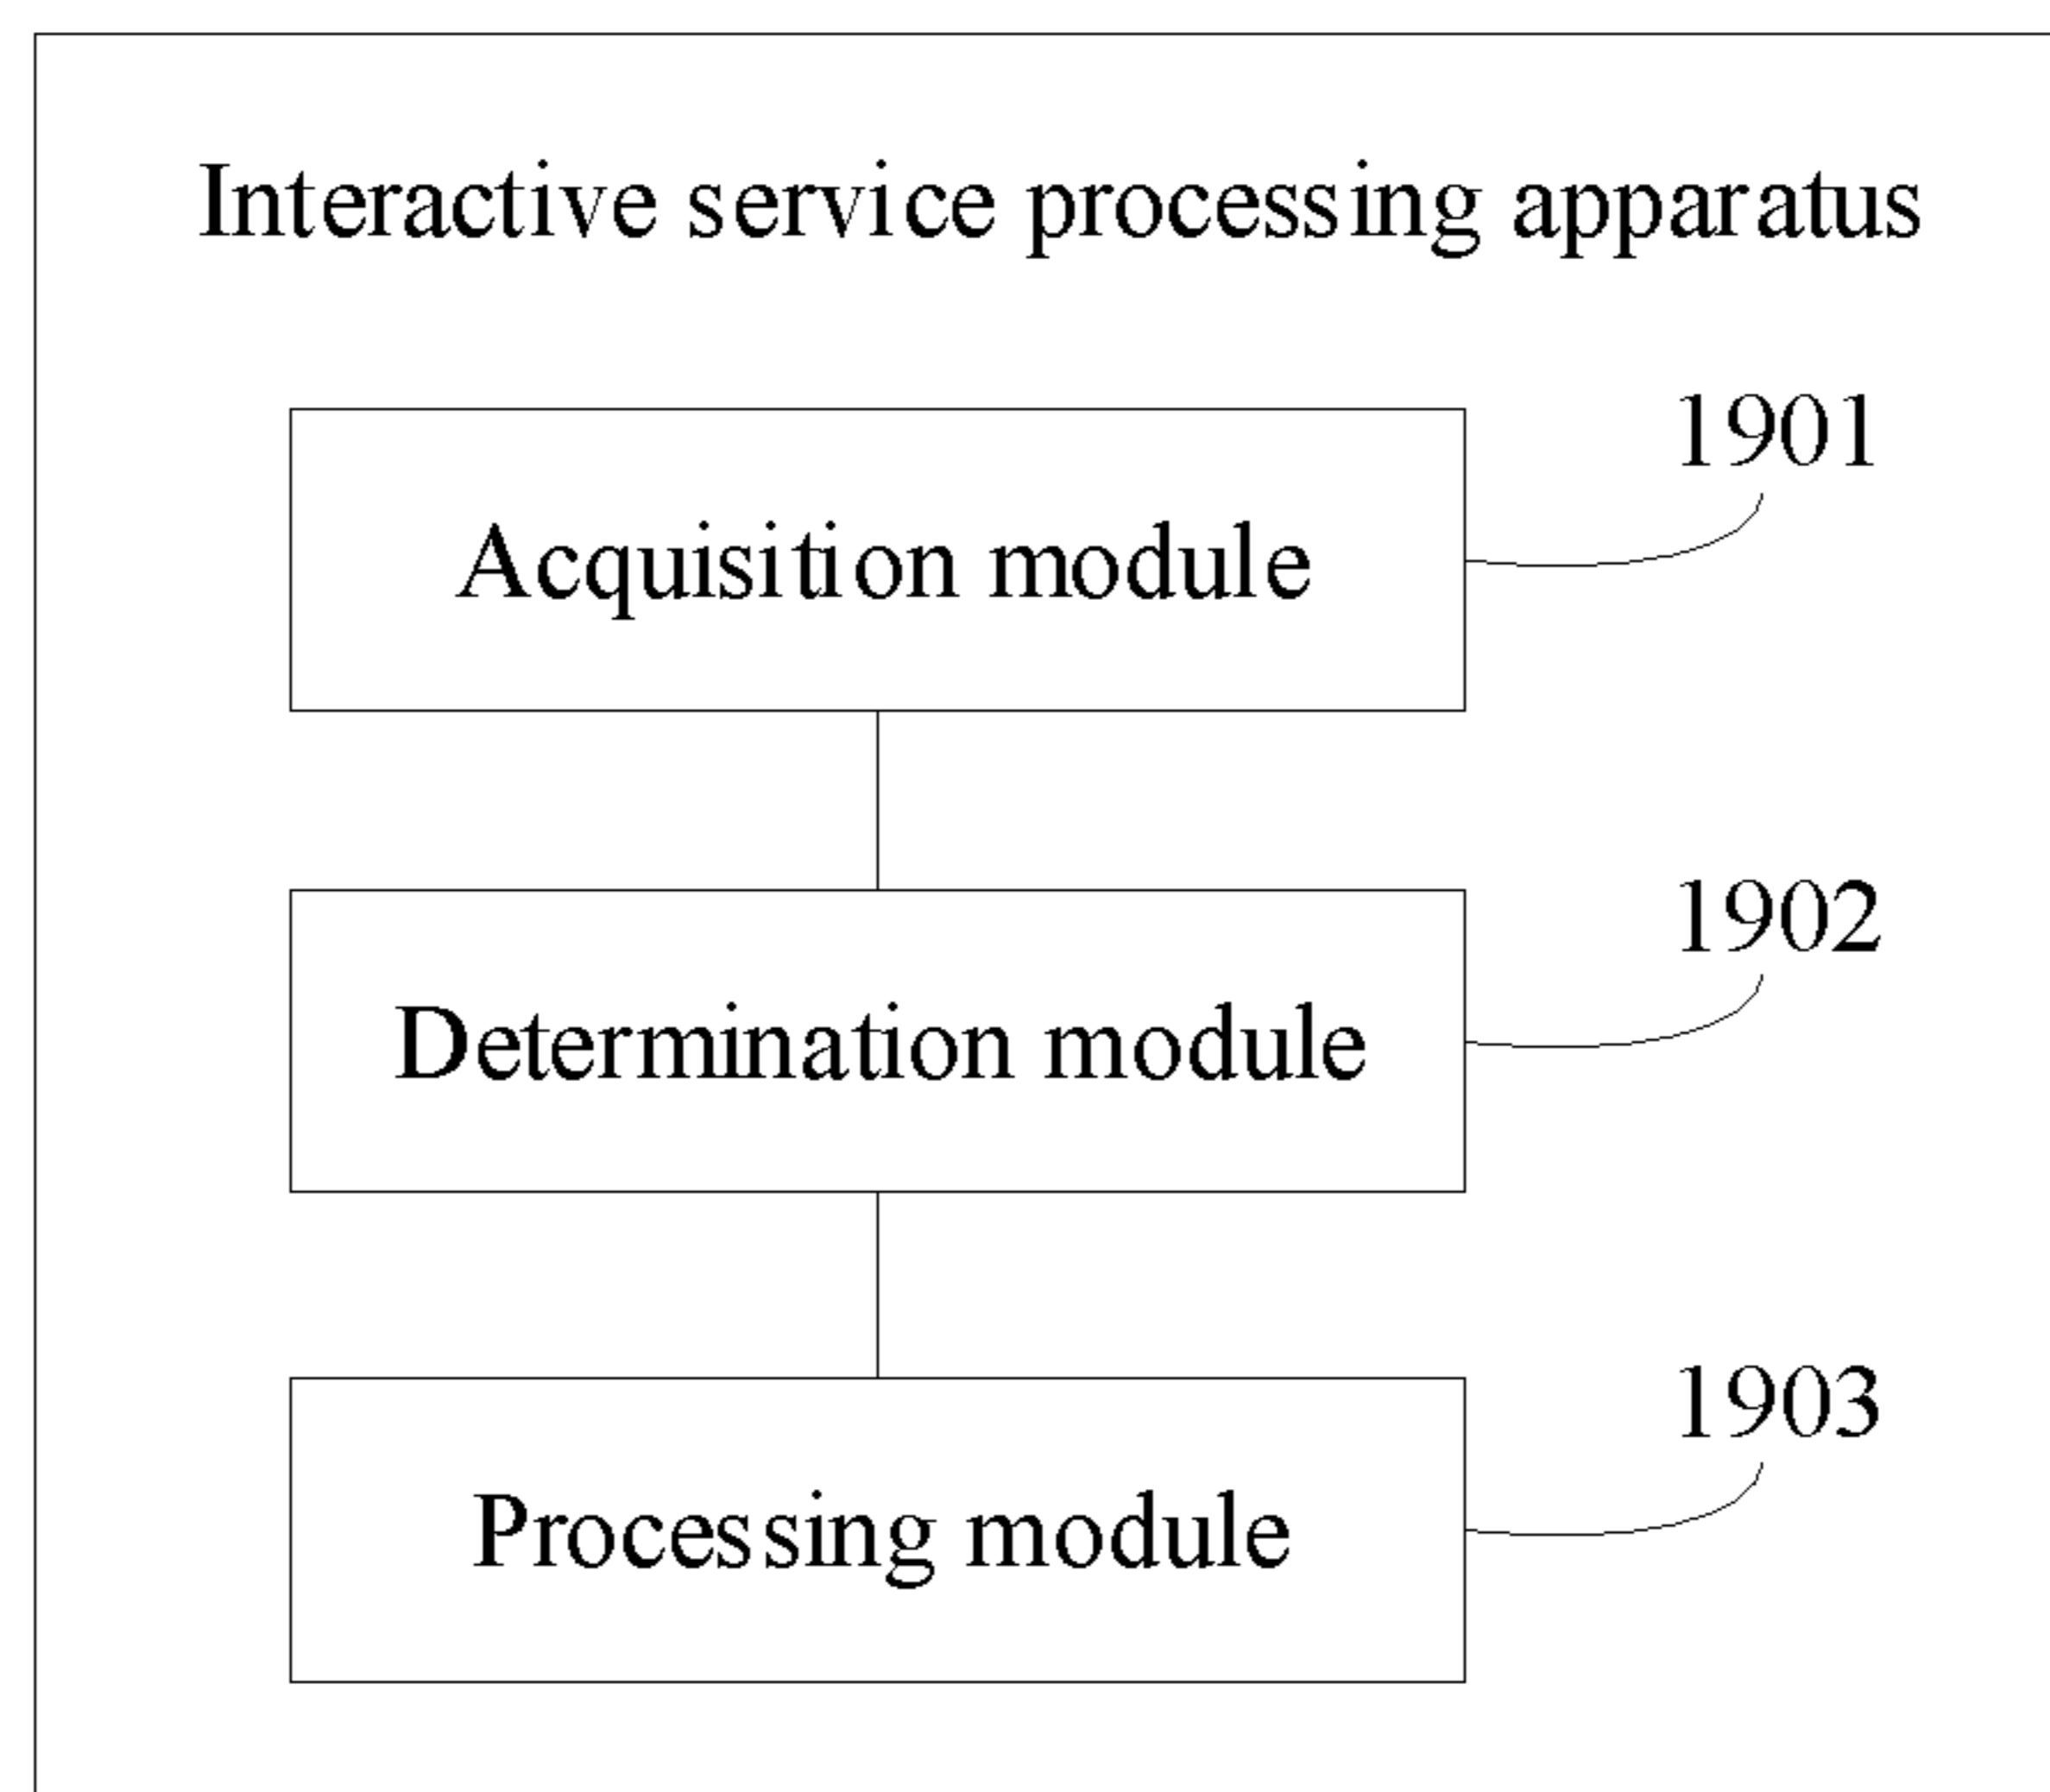 Interactive service processing apparatus
1901
Acquisition module
1902
Determination module
1903
Processing module